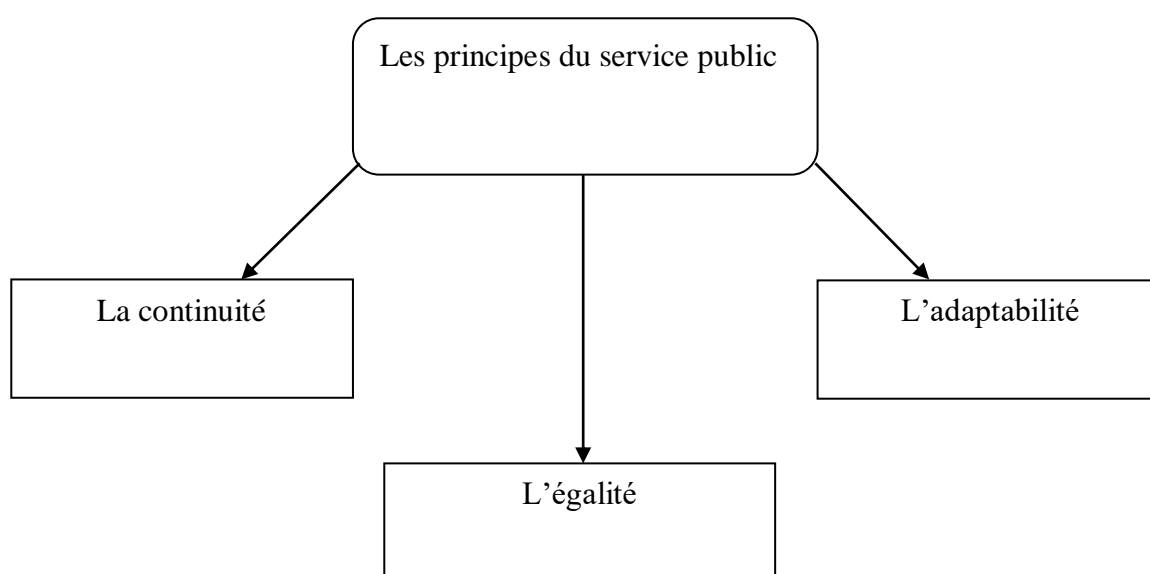 Les principes du service public
La continuité
L’adaptabilité
L’égalité